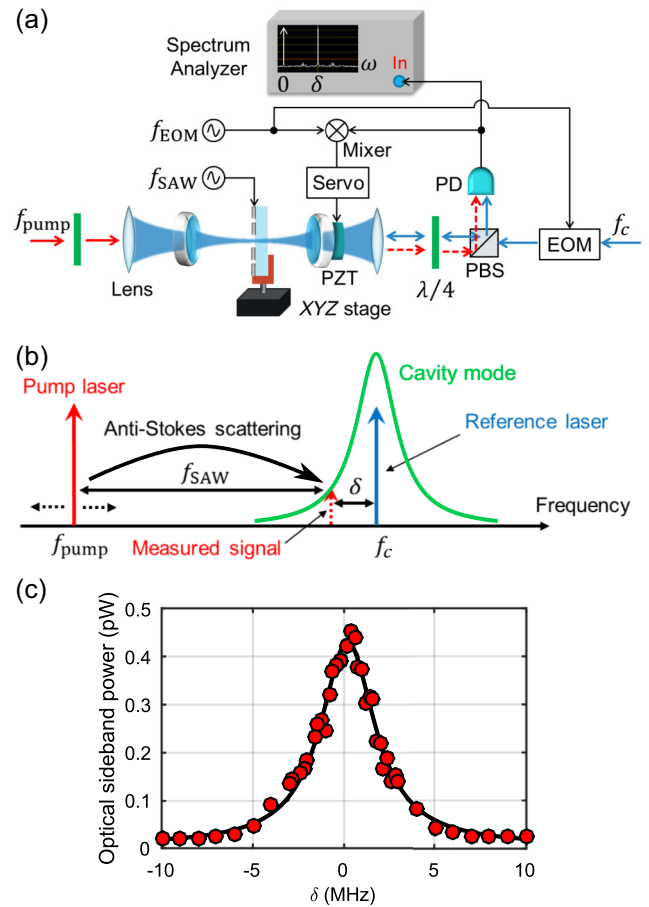 (a)
Spectrum
Analyzer
0 δ ω In
f_EOM
Mixer
f_SAW
Servo
PD
f_pump
f_c
EOM
Lens
PZT
PBS
XYZ stage
λ/4
(b)
Pump laser
Cavity mode
Anti-Stokes scattering
Reference laser
f_SAW
δ
Frequency
f_pump
Measured signal
f_c
(c)
Optical sideband power (pW)
0.5
0.4
0.3
0.2
0.1
0
-10 -5 0 5 10
δ (MHz)